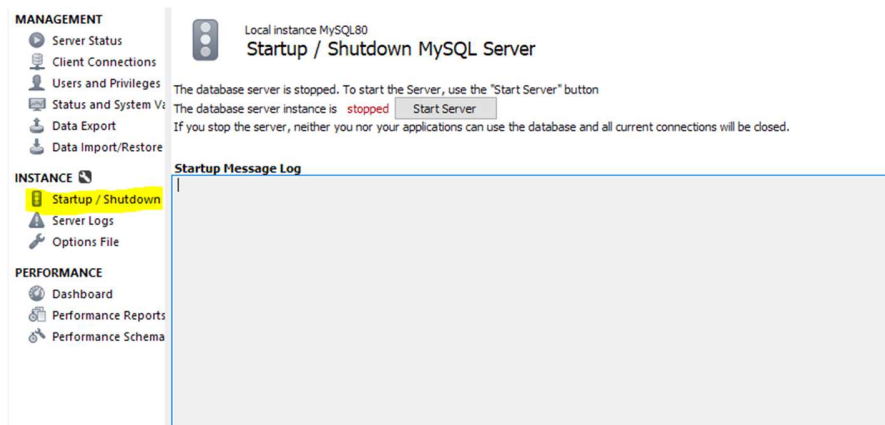 MANAGEMENT
Server Status
Client Connections
Users and Privileges
Status and System Va
Data Export
Data Import/Restore
INSTANCE
Startup / Shutdown
Server Logs
Options File
PERFORMANCE
Dashboard
Performance Reports
Performance Schema
Local instance MySQL80
Startup / Shutdown MySQL Server
The database server is stopped. To start the Server, use the "Start Server" button
The database server instance is stopped Start Server
If you stop the server, neither you nor your applications can use the database and all current connections will be closed.
Startup Message Log